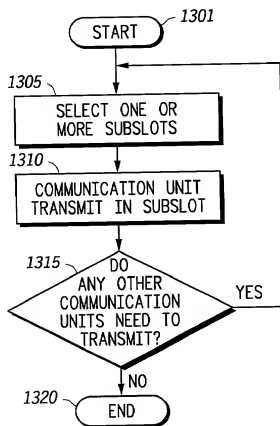 1301
START
1305
SELECT ONE OR
MORE SUBSLOTS
1310
COMMUNICATION UNIT
TRANSMIT IN SUBSLOT
1315
DO
ANY OTHER
COMMUNICATION
UNITS NEED TO
TRANSMIT?
YES
NO
1320
END